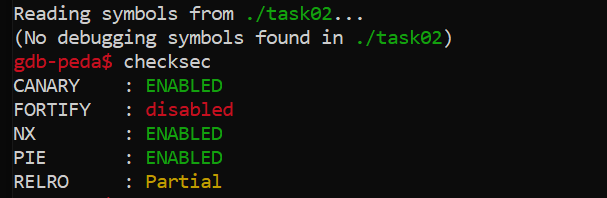 Reading symbols from ./task02...
(No debugging symbols found in ./task02)
gdb-peda$ checksec
CANARY    : ENABLED
FORTIFY   : disabled
NX        : ENABLED
PIE       : ENABLED
RELRO     : Partial